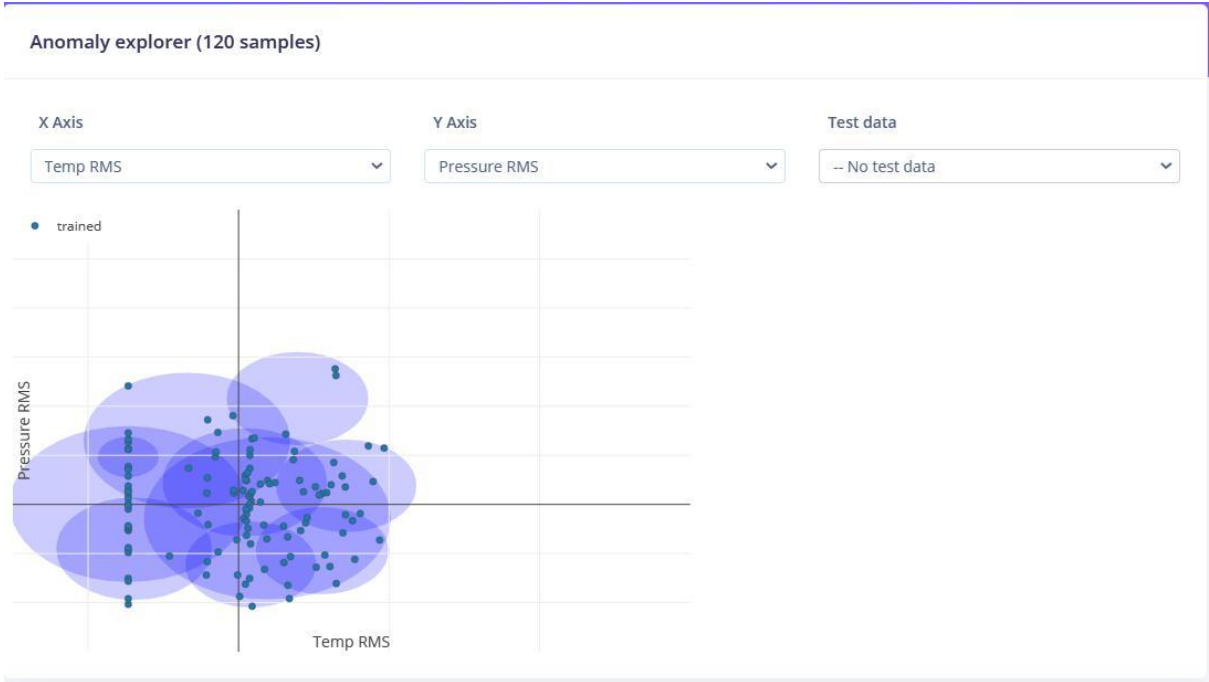 Anomaly explorer (120 samples)
X Axis
Y Axis
Test data
Temp RMS
Pressure RMS
-- No test data
trained
Pressure RMS
Temp RMS